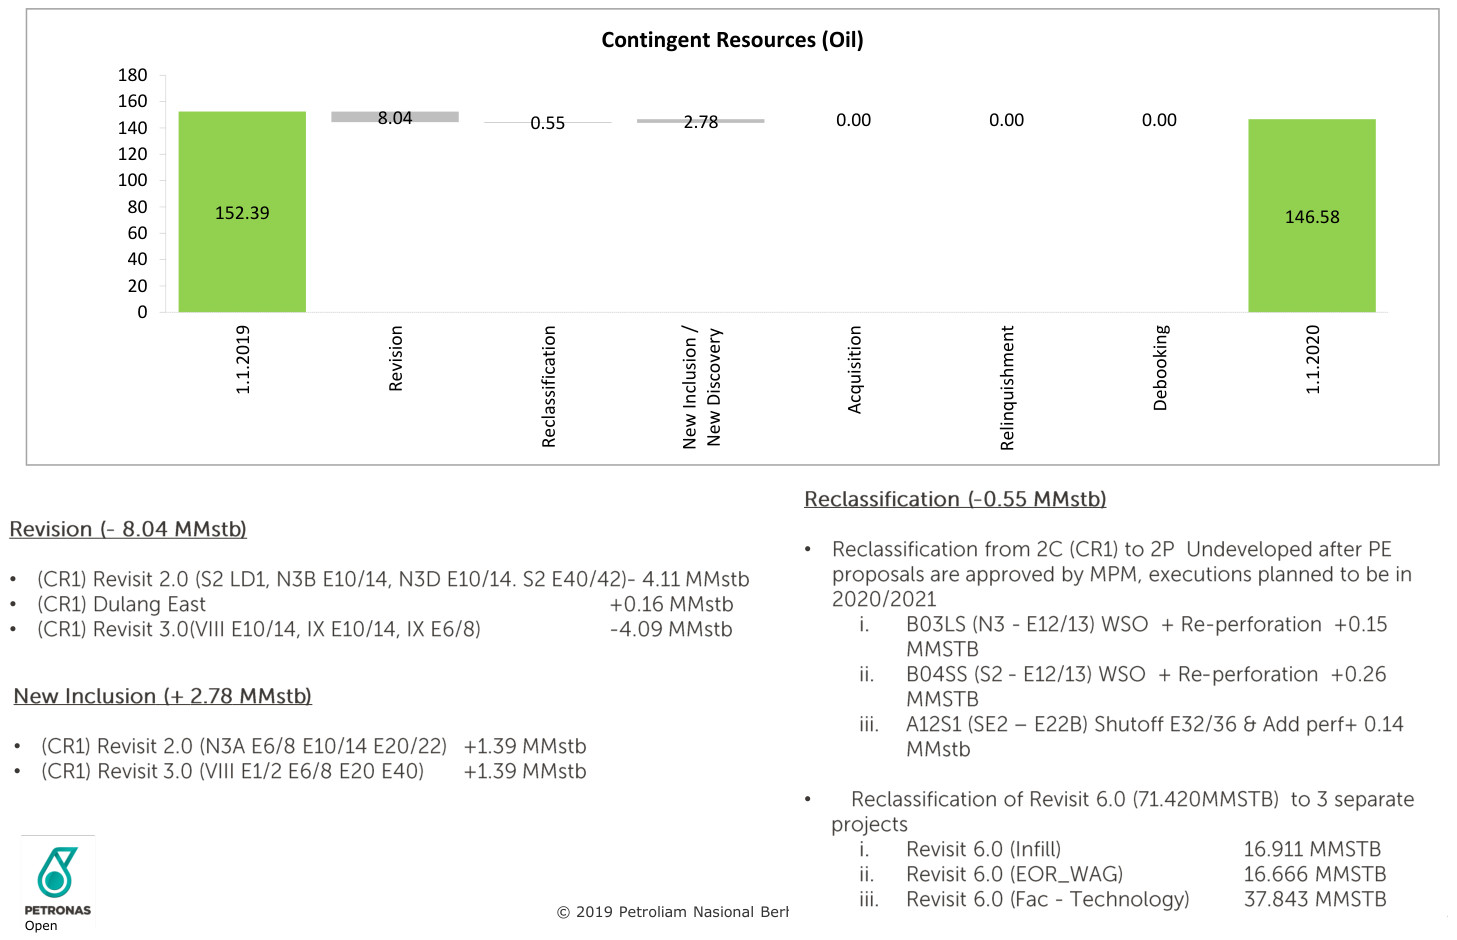 Contingent Resources (Oil)
180
160
140
120
100
80
60
40
20
0
152.39
8.04
0.55
2.78
0.00
0.00
0.00
146.58
1.1.2019
Revision
Reclassification
New Inclusion /
New Discovery
Acquisition
Relinquishment
Debooking
1.1.2020
Revision (- 8.04 MMstb)
• (CR1) Revisit 2.0 (S2 LD1, N3B E10/14, N3D E10/14. S2 E40/42)- 4.11 MMstb
• (CR1) Dulang East +0.16 MMstb
• (CR1) Revisit 3.0(VIII E10/14, IX E10/14, IX E6/8) -4.09 MMstb
New Inclusion (+ 2.78 MMstb)
• (CR1) Revisit 2.0 (N3A E6/8 E10/14 E20/22) +1.39 MMstb
• (CR1) Revisit 3.0 (VIII E1/2 E6/8 E20 E40) +1.39 MMstb
Reclassification (-0.55 MMstb)
• Reclassification from 2C (CR1) to 2P Undeveloped after PE
proposals are approved by MPM, executions planned to be in
2020/2021
i. B03LS (N3 - E12/13) WSO + Re-perforation +0.15
MMSTB
ii. B04SS (S2 - E12/13) WSO + Re-perforation +0.26
MMSTB
iii. A12S1 (SE2 – E22B) Shutoff E32/36 & Add perf+ 0.14
MMstb
• Reclassification of Revisit 6.0 (71.420MMSTB) to 3 separate
projects
i. Revisit 6.0 (Infill) 16.911 MMSTB
ii. Revisit 6.0 (EOR_WAG) 16.666 MMSTB
iii. Revisit 6.0 (Fac - Technology) 37.843 MMSTB
PETRONAS
Open
© 2019 Petroliam Nasional Berh